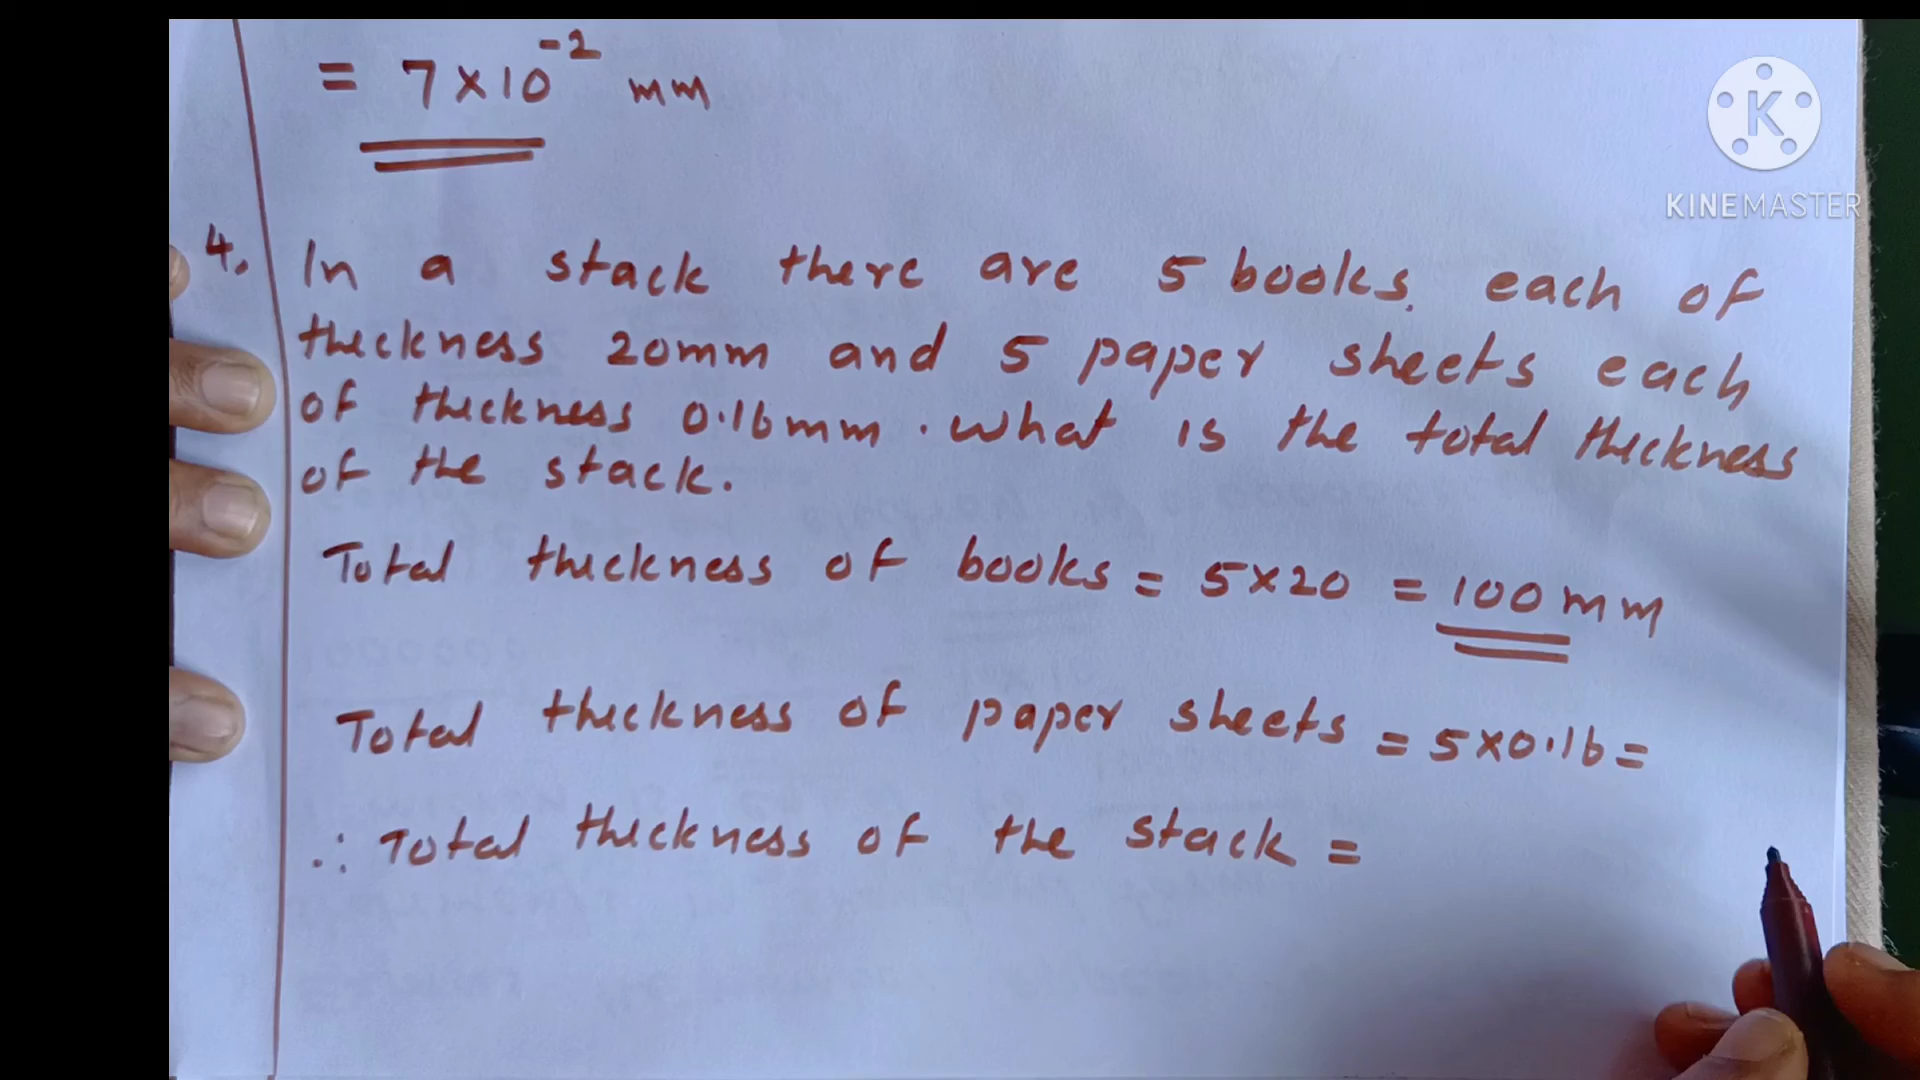 = 7×10⁻² mm
KINEMASTER
4. In a stack there are 5 books. each of
thickness 20mm and 5 paper sheets each
of thickness 0.16mm. what is the total thickness
of the stack.
Total thickness of books = 5×20 = 100mm
Total thickness of paper sheets = 5×0.16=
∴ Total thickness of the stack =